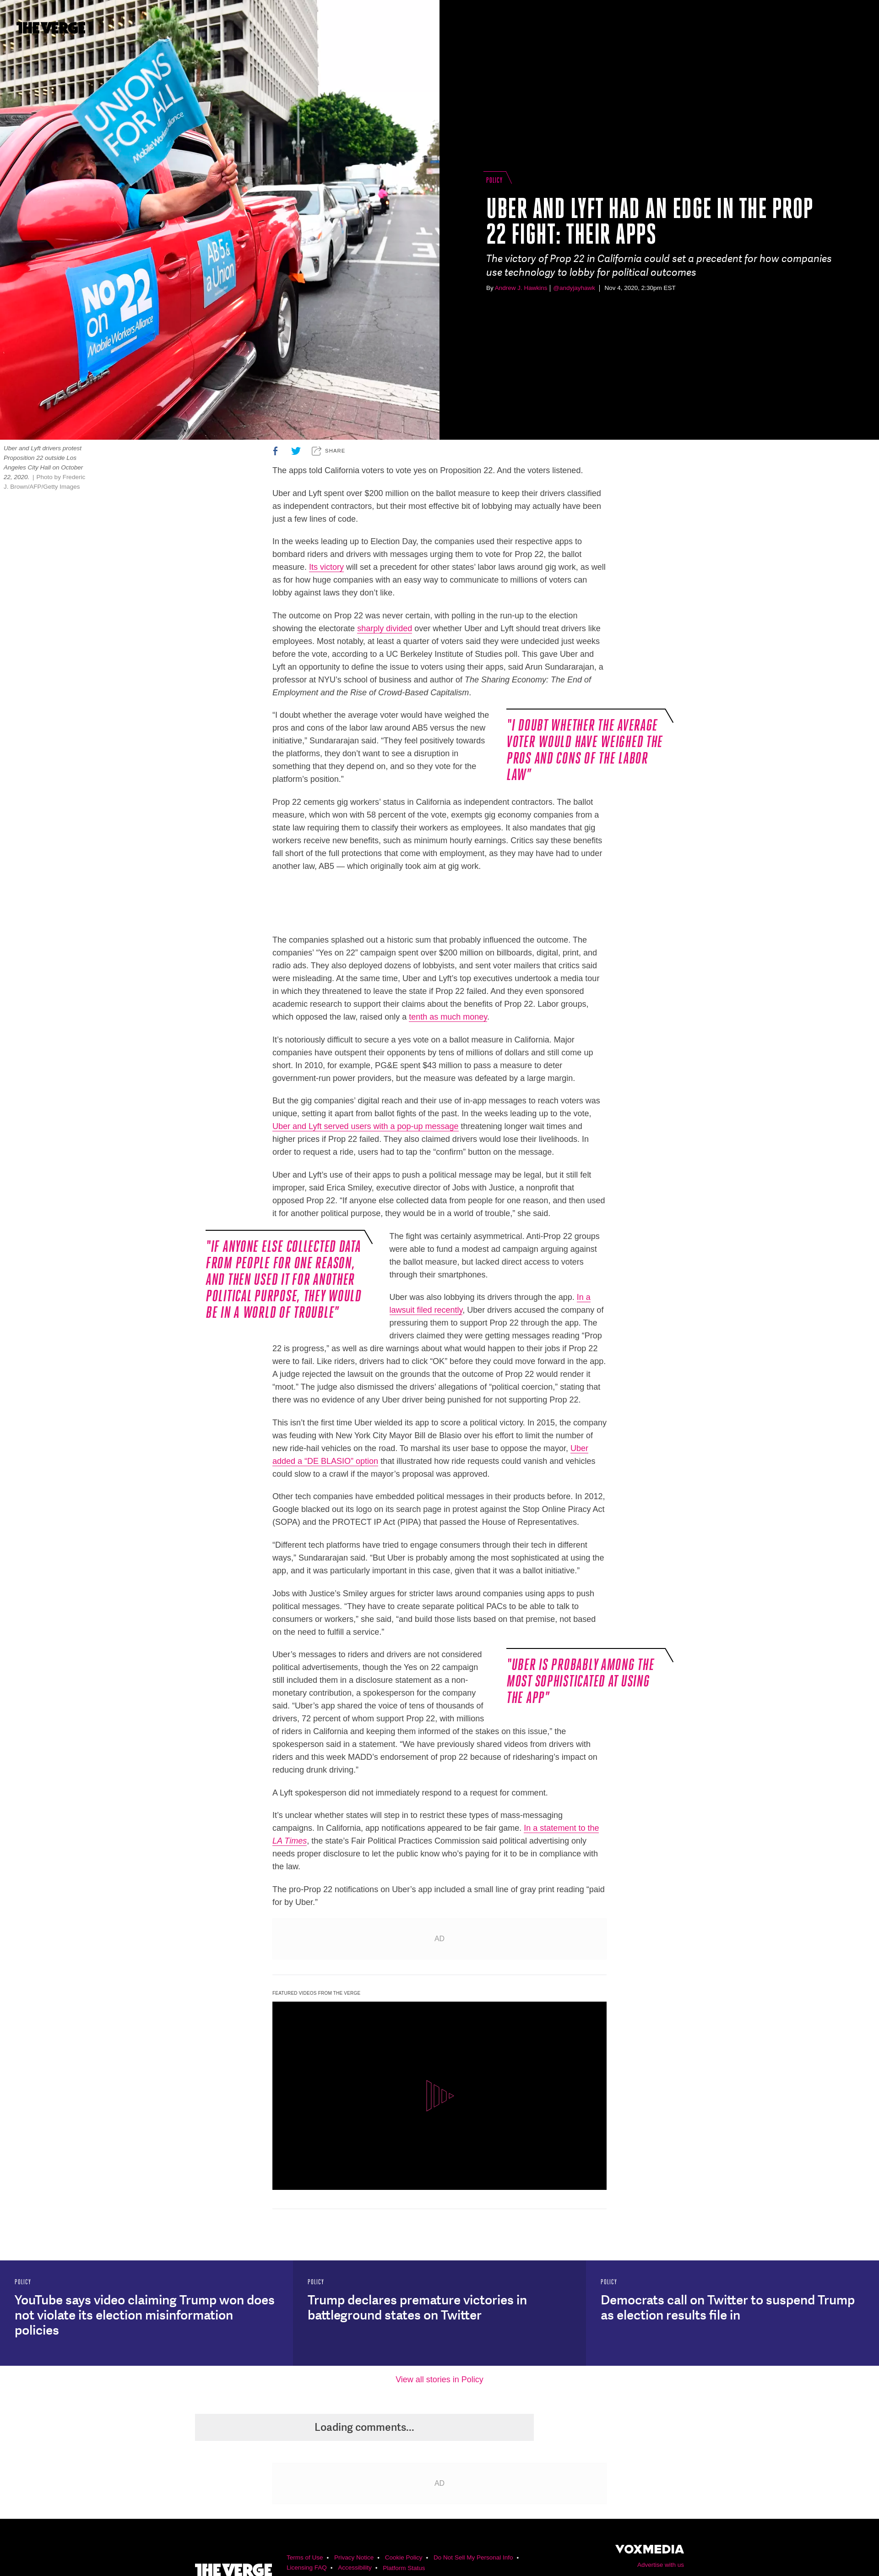 THE VERGE
UNIONS
FOR ALL
Mobile Workers Alliance
NO
on 22
Mobile Workers Alliance
AB5 &
a Union
TACOMA
POLICY
UBER AND LYFT HAD AN EDGE IN THE PROP
22 FIGHT: THEIR APPS
The victory of Prop 22 in California could set a precedent for how companies
use technology to lobby for political outcomes
By Andrew J. Hawkins | @andyjayhawk | Nov 4, 2020, 2:30pm EST
Uber and Lyft drivers protest
Proposition 22 outside Los
Angeles City Hall on October
22, 2020. | Photo by Frederic
J. Brown/AFP/Getty Images
SHARE
The apps told California voters to vote yes on Proposition 22. And the voters listened.
Uber and Lyft spent over $200 million on the ballot measure to keep their drivers classified
as independent contractors, but their most effective bit of lobbying may actually have been
just a few lines of code.
In the weeks leading up to Election Day, the companies used their respective apps to
bombard riders and drivers with messages urging them to vote for Prop 22, the ballot
measure. Its victory will set a precedent for other states’ labor laws around gig work, as well
as for how huge companies with an easy way to communicate to millions of voters can
lobby against laws they don’t like.
The outcome on Prop 22 was never certain, with polling in the run-up to the election
showing the electorate sharply divided over whether Uber and Lyft should treat drivers like
employees. Most notably, at least a quarter of voters said they were undecided just weeks
before the vote, according to a UC Berkeley Institute of Studies poll. This gave Uber and
Lyft an opportunity to define the issue to voters using their apps, said Arun Sundararajan, a
professor at NYU’s school of business and author of The Sharing Economy: The End of
Employment and the Rise of Crowd-Based Capitalism.
“I doubt whether the average voter would have weighed the
pros and cons of the labor law around AB5 versus the new
initiative,” Sundararajan said. “They feel positively towards
the platforms, they don’t want to see a disruption in
something that they depend on, and so they vote for the
platform’s position.”
"I DOUBT WHETHER THE AVERAGE
VOTER WOULD HAVE WEIGHED THE
PROS AND CONS OF THE LABOR
LAW"
Prop 22 cements gig workers’ status in California as independent contractors. The ballot
measure, which won with 58 percent of the vote, exempts gig economy companies from a
state law requiring them to classify their workers as employees. It also mandates that gig
workers receive new benefits, such as minimum hourly earnings. Critics say these benefits
fall short of the full protections that come with employment, as they may have had to under
another law, AB5 — which originally took aim at gig work.
The companies splashed out a historic sum that probably influenced the outcome. The
companies’ “Yes on 22” campaign spent over $200 million on billboards, digital, print, and
radio ads. They also deployed dozens of lobbyists, and sent voter mailers that critics said
were misleading. At the same time, Uber and Lyft’s top executives undertook a media tour
in which they threatened to leave the state if Prop 22 failed. And they even sponsored
academic research to support their claims about the benefits of Prop 22. Labor groups,
which opposed the law, raised only a tenth as much money.
It’s notoriously difficult to secure a yes vote on a ballot measure in California. Major
companies have outspent their opponents by tens of millions of dollars and still come up
short. In 2010, for example, PG&E spent $43 million to pass a measure to deter
government-run power providers, but the measure was defeated by a large margin.
But the gig companies’ digital reach and their use of in-app messages to reach voters was
unique, setting it apart from ballot fights of the past. In the weeks leading up to the vote,
Uber and Lyft served users with a pop-up message threatening longer wait times and
higher prices if Prop 22 failed. They also claimed drivers would lose their livelihoods. In
order to request a ride, users had to tap the “confirm” button on the message.
Uber and Lyft’s use of their apps to push a political message may be legal, but it still felt
improper, said Erica Smiley, executive director of Jobs with Justice, a nonprofit that
opposed Prop 22. “If anyone else collected data from people for one reason, and then used
it for another political purpose, they would be in a world of trouble,” she said.
"IF ANYONE ELSE COLLECTED DATA
FROM PEOPLE FOR ONE REASON,
AND THEN USED IT FOR ANOTHER
POLITICAL PURPOSE, THEY WOULD
BE IN A WORLD OF TROUBLE"
The fight was certainly asymmetrical. Anti-Prop 22 groups
were able to fund a modest ad campaign arguing against
the ballot measure, but lacked direct access to voters
through their smartphones.
Uber was also lobbying its drivers through the app. In a
lawsuit filed recently, Uber drivers accused the company of
pressuring them to support Prop 22 through the app. The
drivers claimed they were getting messages reading “Prop
22 is progress,” as well as dire warnings about what would happen to their jobs if Prop 22
were to fail. Like riders, drivers had to click “OK” before they could move forward in the app.
A judge rejected the lawsuit on the grounds that the outcome of Prop 22 would render it
“moot.” The judge also dismissed the drivers’ allegations of “political coercion,” stating that
there was no evidence of any Uber driver being punished for not supporting Prop 22.
This isn’t the first time Uber wielded its app to score a political victory. In 2015, the company
was feuding with New York City Mayor Bill de Blasio over his effort to limit the number of
new ride-hail vehicles on the road. To marshal its user base to oppose the mayor, Uber
added a “DE BLASIO” option that illustrated how ride requests could vanish and vehicles
could slow to a crawl if the mayor’s proposal was approved.
Other tech companies have embedded political messages in their products before. In 2012,
Google blacked out its logo on its search page in protest against the Stop Online Piracy Act
(SOPA) and the PROTECT IP Act (PIPA) that passed the House of Representatives.
“Different tech platforms have tried to engage consumers through their tech in different
ways,” Sundararajan said. “But Uber is probably among the most sophisticated at using the
app, and it was particularly important in this case, given that it was a ballot initiative.”
Jobs with Justice’s Smiley argues for stricter laws around companies using apps to push
political messages. “They have to create separate political PACs to be able to talk to
consumers or workers,” she said, “and build those lists based on that premise, not based
on the need to fulfill a service.”
Uber’s messages to riders and drivers are not considered
political advertisements, though the Yes on 22 campaign
still included them in a disclosure statement as a non-
monetary contribution, a spokesperson for the company
said. “Uber’s app shared the voice of tens of thousands of
drivers, 72 percent of whom support Prop 22, with millions
of riders in California and keeping them informed of the stakes on this issue,” the
spokesperson said in a statement. “We have previously shared videos from drivers with
riders and this week MADD’s endorsement of prop 22 because of ridesharing’s impact on
reducing drunk driving.”
"UBER IS PROBABLY AMONG THE
MOST SOPHISTICATED AT USING
THE APP"
A Lyft spokesperson did not immediately respond to a request for comment.
It’s unclear whether states will step in to restrict these types of mass-messaging
campaigns. In California, app notifications appeared to be fair game. In a statement to the
LA Times, the state’s Fair Political Practices Commission said political advertising only
needs proper disclosure to let the public know who’s paying for it to be in compliance with
the law.
The pro-Prop 22 notifications on Uber’s app included a small line of gray print reading “paid
for by Uber.”
AD
FEATURED VIDEOS FROM THE VERGE
POLICY
YouTube says video claiming Trump won does
not violate its election misinformation
policies
POLICY
Trump declares premature victories in
battleground states on Twitter
POLICY
Democrats call on Twitter to suspend Trump
as election results file in
View all stories in Policy
Loading comments...
AD
THE VERGE
Terms of Use • Privacy Notice • Cookie Policy • Do Not Sell My Personal Info •
Licensing FAQ • Accessibility • Platform Status
VOXMEDIA
Advertise with us